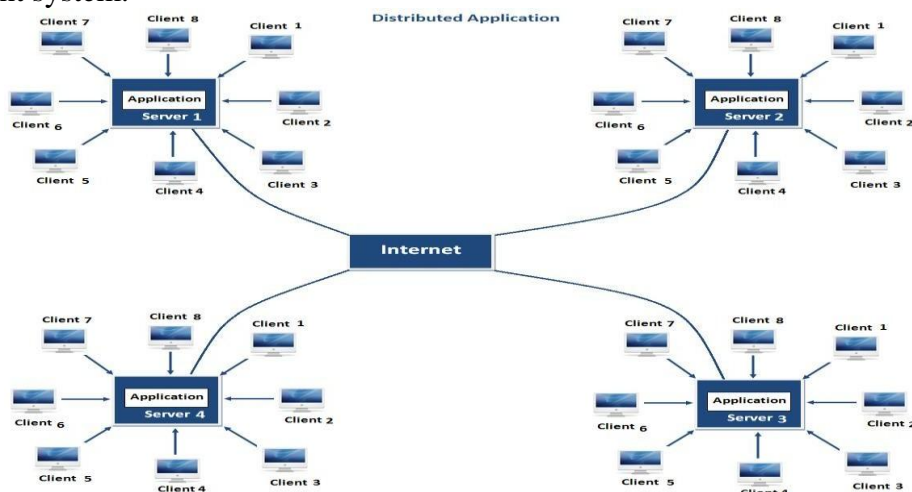 nt system.
Distributed Application
Client 7
Client 8
Client 1
Client 6
Application
Server 1
Client 2
Client 5
Client 4
Client 3
Client 7
Client 8
Client 1
Client 6
Application
Server 2
Client 2
Client 5
Client 4
Client 3
Internet
Client 7
Client 8
Client 1
Client 6
Application
Server 4
Client 2
Client 5
Client 4
Client 3
Client 7
Client 8
Client 1
Client 6
Application
Server 3
Client 2
Client 5
Client
Client 3